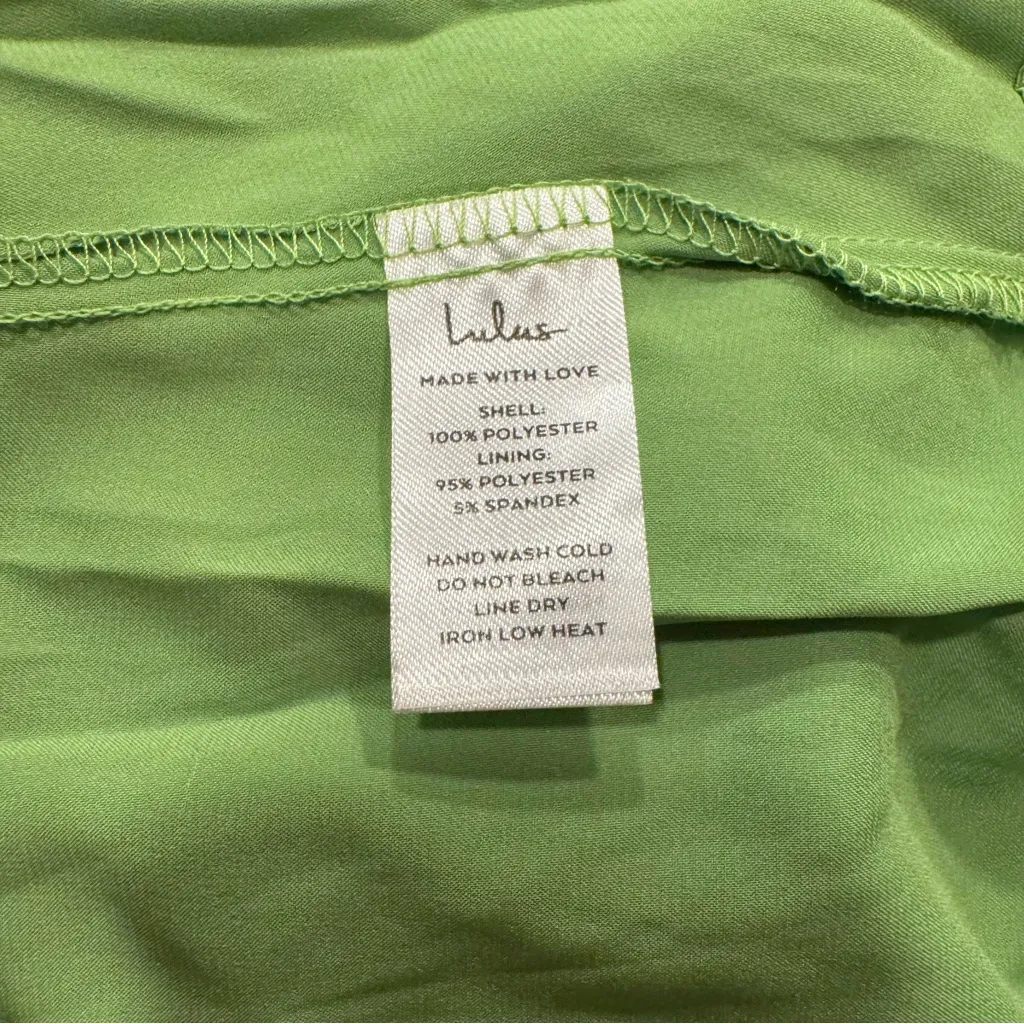 Lulus
MADE WITH LOVE
SHELL:
100% POLYESTER
LINING:
95% POLYESTER
5% SPANDEX
HAND WASH COLD
DO NOT BLEACH
LINE DRY
IRON LOW HEAT